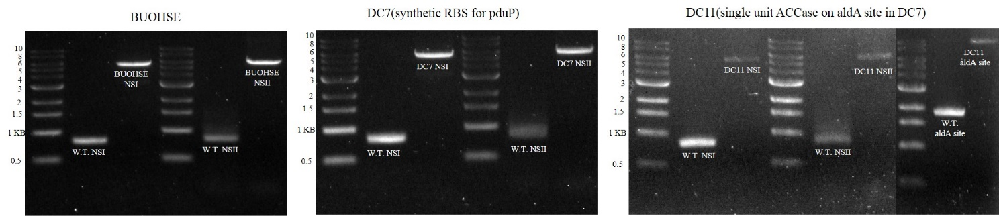 BUOHSE
10
8
6
5
4
3
2
1.5
1 KB
0.5
W.T. NSI
BUOHSE
NSI
W.T. NSII
BUOHSE
NSII
DC7(synthetic RBS for pduP)
10
8
6
5
4
3
2
1.5
1 KB
0.5
W.T. NSI
DC7 NSI
W.T. NSII
DC7 NSII
DC11(single unit ACCase on aldA site in DC7)
10
8
6
5
4
3
2
1.5
1 KB
0.5
W.T. NSI
DC11 NSI
W.T. NSII
DC11 NSII
W.T.
aldA site
DC11
aldA site